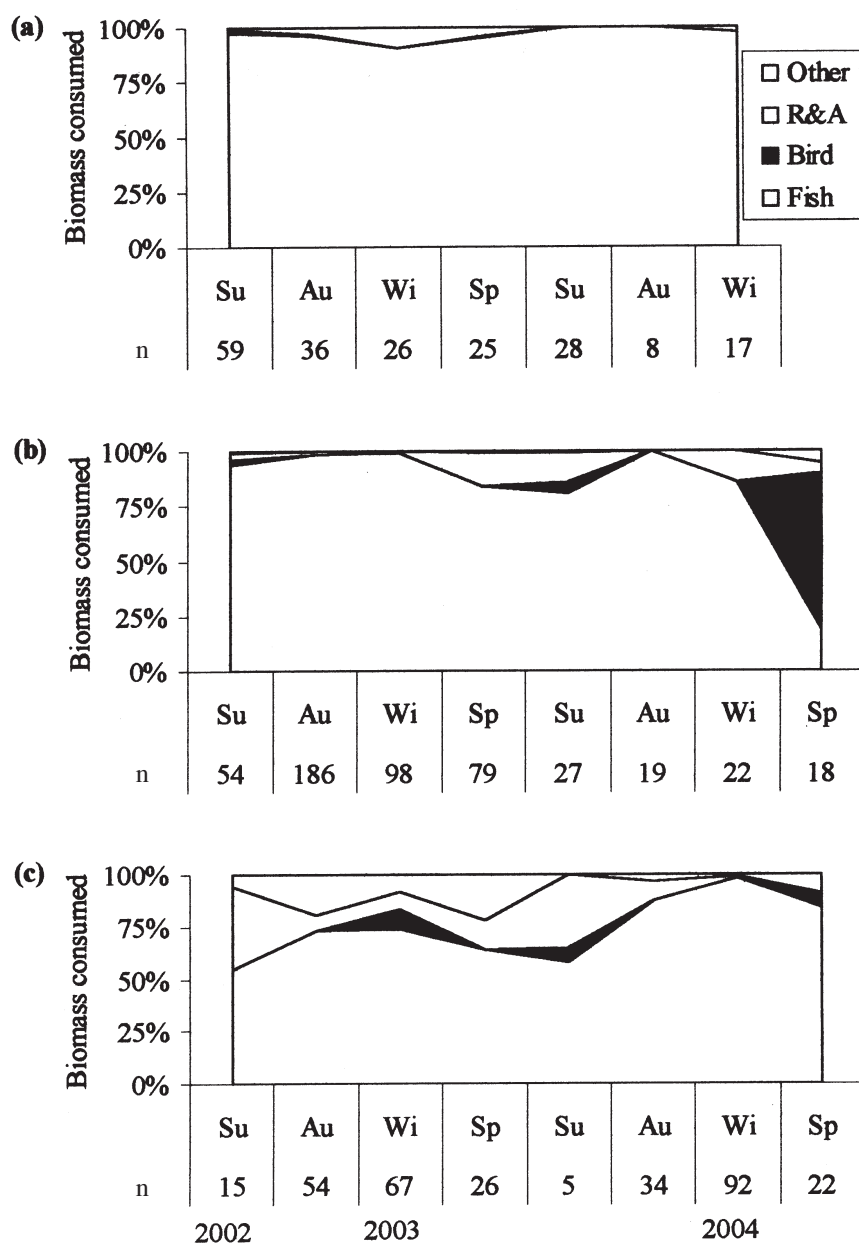 (a)
100%
75%
50%
25%
0%
Biomass consumed
Other
R&A
Bird
Fish
Su Au Wi Sp Su Au Wi
n 59 36 26 25 28 8 17
(b)
100%
75%
50%
25%
0%
Biomass consumed
Su Au Wi Sp Su Au Wi Sp
n 54 186 98 79 27 19 22 18
(c)
100%
75%
50%
25%
0%
Biomass consumed
Su Au Wi Sp Su Au Wi Sp
n 15 54 67 26 5 34 92 22
2002 2003 2004